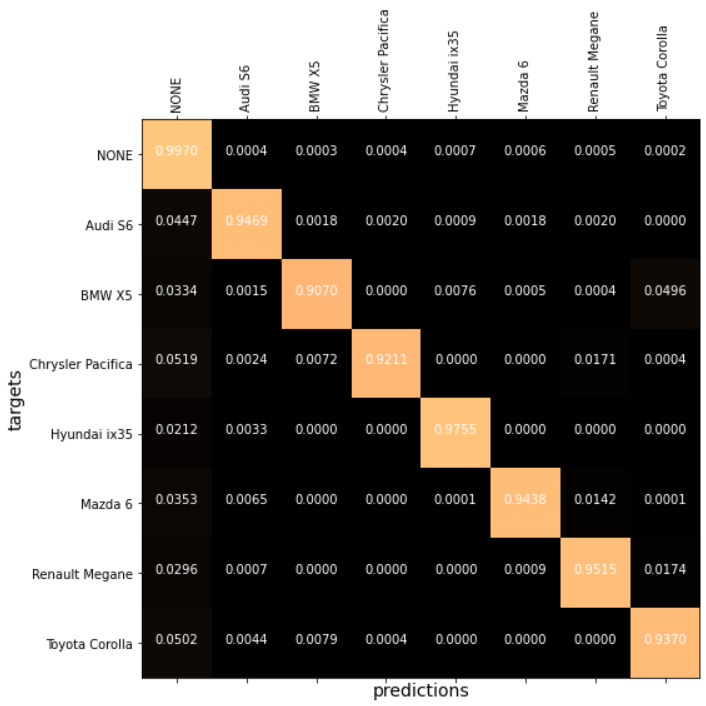 NONE
Audi S6
BMW X5
Chrysler Pacifica
Hyundai ix35
Mazda 6
Renault Megane
Toyota Corolla
NONE 0.9970 0.0004 0.0003 0.0004 0.0007 0.0006 0.0005 0.0002
Audi S6 0.0447 0.9469 0.0018 0.0020 0.0009 0.0018 0.0020 0.0000
BMW X5 0.0334 0.0015 0.9070 0.0000 0.0076 0.0005 0.0004 0.0496
Chrysler Pacifica 0.0519 0.0024 0.0072 0.9211 0.0000 0.0000 0.0171 0.0004
Hyundai ix35 0.0212 0.0033 0.0000 0.0000 0.9755 0.0000 0.0000 0.0000
Mazda 6 0.0353 0.0065 0.0000 0.0000 0.0001 0.9438 0.0142 0.0001
Renault Megane 0.0296 0.0007 0.0000 0.0000 0.0000 0.0009 0.9515 0.0174
Toyota Corolla 0.0502 0.0044 0.0079 0.0004 0.0000 0.0000 0.0000 0.9370
targets
predictions